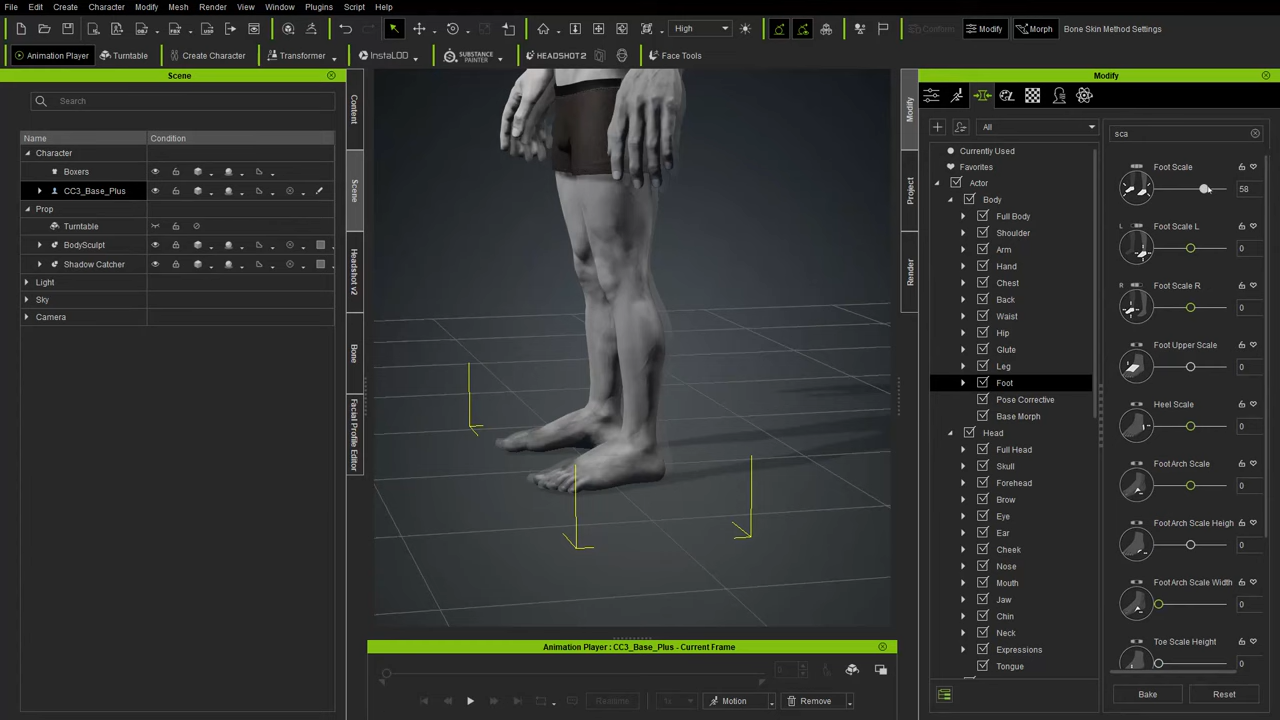 File Edit Create Character Modify Mesh Render View Window Plugins Script Help
High Conform Modify Morph Bone Skin Method Settings
Animation Player Turntable Create Character Transformer InstaLOD SUBSTANCE PAINTER HEADSHOT2 Face Tools
Scene
Search
Name Condition
Character
Boxers
CC3_Base_Plus
Prop
Turntable
BodySculpt
Shadow Catcher
Light
Sky
Camera
Content
Scene
Headshot v2
Bone
Facial Profile Editor
Animation Player : CC3_Base_Plus - Current Frame
0
Realtime 1x Motion Remove
Modify
Project
Render
Modify
All
Currently Used
Favorites
Actor
Body
Full Body
Shoulder
Arm
Hand
Chest
Back
Waist
Hip
Glute
Leg
Foot
Pose Corrective
Base Morph
Head
Full Head
Skull
Forehead
Brow
Eye
Ear
Cheek
Nose
Mouth
Jaw
Chin
Neck
Expressions
Tongue
sca
Foot Scale
58
L Foot Scale L
0
R Foot Scale R
0
Foot Upper Scale
0
Heel Scale
0
Foot Arch Scale
0
Foot Arch Scale Heigh
0
Foot Arch Scale Width
0
Toe Scale Height
0
Bake Reset